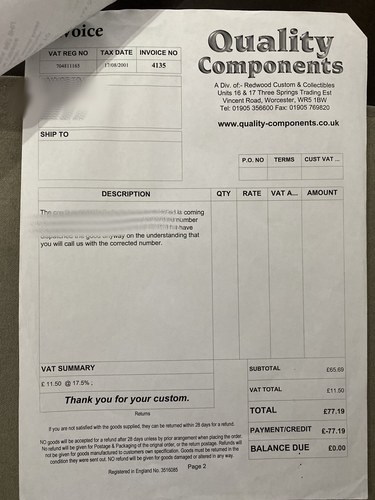 voice
Quality
Components
A Div. of:- Redwood Custom & Collectibles
Units 16 & 17 Three Springs Trading Est
Vincent Road, Worcester, WR5 1BW
Tel: 01905 356600 Fax: 01905 769820
www.quality-components.co.uk
VAT REG NO TAX DATE INVOICE NO
17/08/2001 4135
SHIP TO
P.O. NO TERMS CUST VAT ...
DESCRIPTION QTY RATE VAT A... AMOUNT
is coming
number
have
anyway on the understanding that
you will call us with the corrected number.
VAT SUMMARY
£ 11.50 @ 17.5% ;
Thank you for your custom.
Returns
If you are not satisfied with the goods supplied, they can be returned within 28 days for a refund.
NO goods will be accepted for a refund after 28 days unless by prior arrangement when placing the order.
No refund will be given for Postage & Packaging of the original order, or the return postage. Refunds will
not be given for goods manufactured to customers own specification. Goods must be returned in the
condition they were sent out. NO refund will be given for goods damaged or altered in any way.
Page 2
Registered in England No. 3516085
SUBTOTAL £65.69
VAT TOTAL £11.50
TOTAL £77.19
PAYMENT/CREDIT £-77.19
BALANCE DUE £0.00